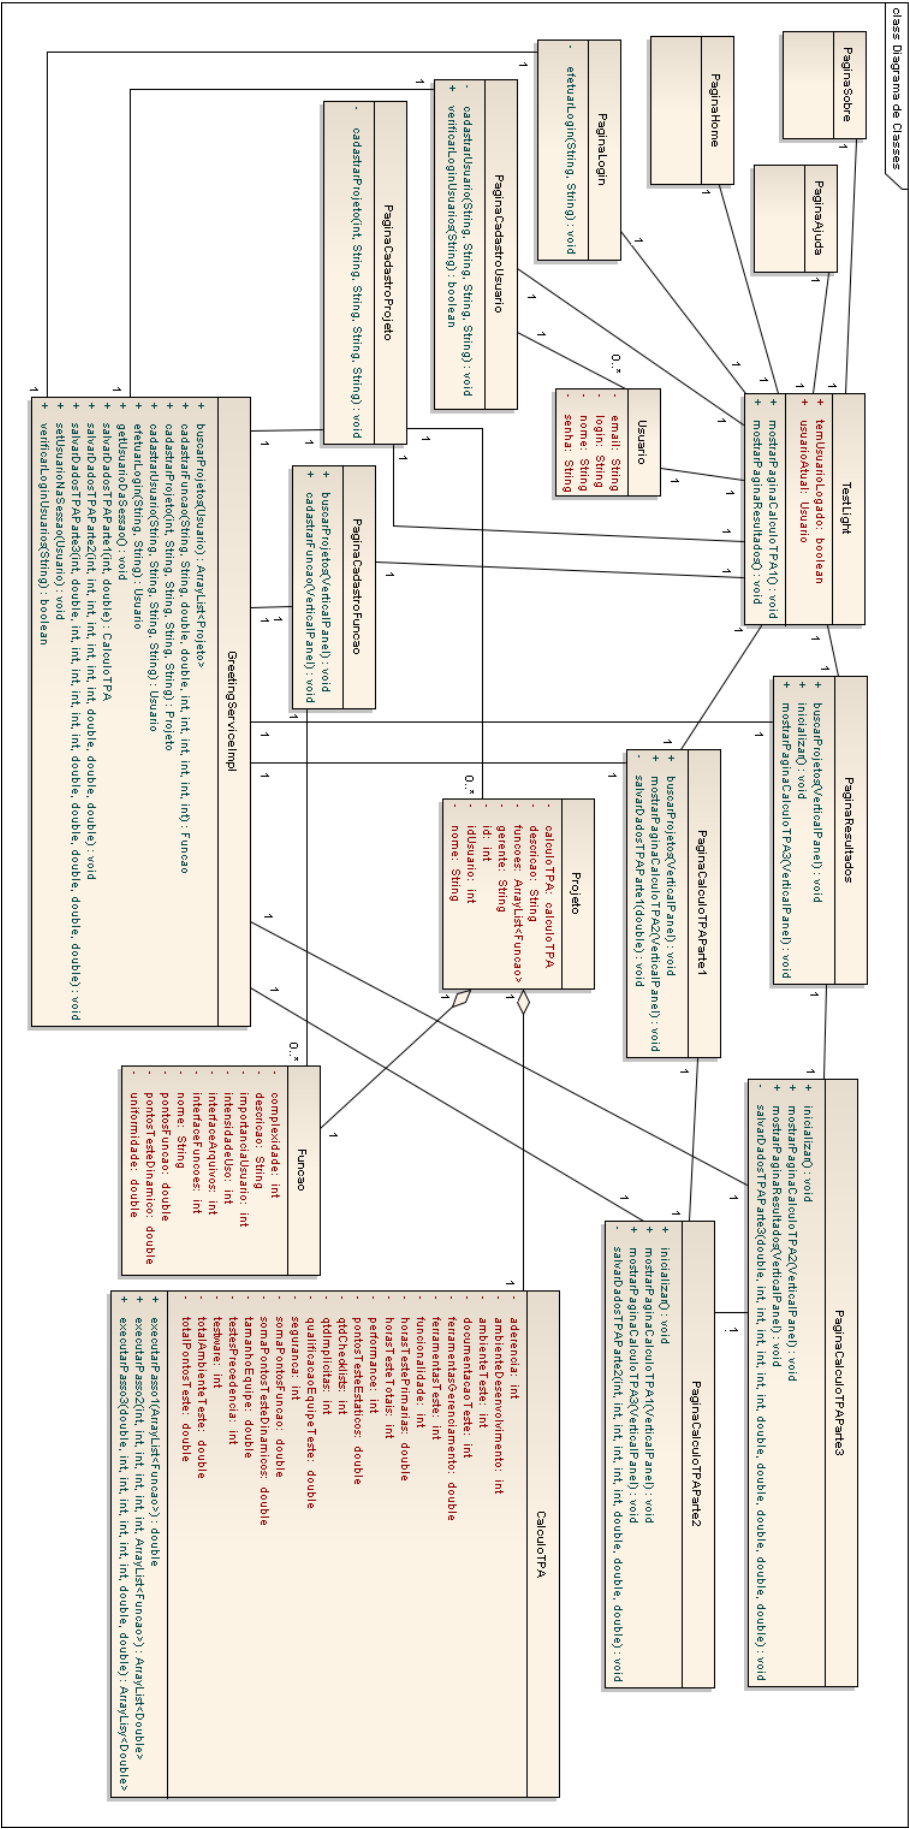 class Diagrama de Classes
PaginaSobre
PaginaHome
PaginaAjuda
PaginaLogin
- efetuarLogin(String, String) : void
PaginaCadastroUsuario
- cadastrarUsuario(String, String, String, String) : void
+ verificarLoginUsuarios(String) : boolean
PaginaCadastroProjeto
- cadastrarProjeto(int, String, String, String) : void
TestLight
+ temUsuarioLogado: boolean
+ usuarioAtual: Usuario
+ mostrarPaginaCalculoTPA1() : void
+ mostrarPaginaResultados() : void
Usuario
- email: String
- login: String
- nome: String
- senha: String
PaginaCadastroFuncao
+ buscarProjetos(VerticalPanel) : void
+ cadastrarFuncao(VerticalPanel) : void
GreetingServiceImpl
+ buscarProjetos(Usuario) : ArrayList<Projeto>
+ cadastrarFuncao(String, String, double, double, int, int, int, int, int) : Funcao
+ cadastrarProjeto(int, String, String, String) : Projeto
+ cadastrarUsuario(String, String, String, String) : Usuario
+ efetuarLogin(String, String) : Usuario
+ getUsuarioDaSessao() : void
+ salvarDadosTPAParte1(int, double) : CalculoTPA
+ salvarDadosTPAParte2(int, int, int, int, int, double, double, double) : void
+ salvarDadosTPAParte3(int, double, int, int, int, int, int, int, double, double, double, double, double, double) : void
+ setUsuarioNaSessao(Usuario) : void
+ verificarLoginUsuarios(String) : boolean
PaginaResultados
+ buscarProjetos(VerticalPanel) : void
+ inicializar() : void
+ mostrarPaginaCalculoTPA3(VerticalPanel) : void
PaginaCalculoTPAParte1
+ buscarProjetos(VerticalPanel) : void
+ mostrarPaginaCalculoTPA2(VerticalPanel) : void
- salvarDadosTPAParte1(double) : void
Projeto
- calculoTPA: calculoTPA
- descricao: String
- funcoes: ArrayList<Funcao>
- gerente: String
- id: int
- idUsuario: int
- nome: String
Funcao
- complexidade: int
- descricao: String
- importanciaUsuario: int
- intensidadeUso: int
- interfaceArquivos: int
- interfaceFuncoes: int
- nome: String
- pontosFuncao: double
- pontosTesteDinamico: double
- uniformidade: double
PaginaCalculoTPAParte3
+ inicializar() : void
+ mostrarPaginaCalculoTPA2(VerticalPanel) : void
+ mostrarPaginaResultados(VerticalPanel) : void
- salvarDadosTPAParte3(double, int, int, int, int, int, int, double, double, double, double, double, double) : void
PaginaCalculoTPAParte2
+ inicializar() : void
+ mostrarPaginaCalculoTPA1(VerticalPanel) : void
+ mostrarPaginaCalculoTPA3(VerticalPanel) : void
- salvarDadosTPAParte2(int, int, int, int, int, double, double, double) : void
CalculoTPA
- aderencia: int
- ambienteDesenvolvimento: int
- ambienteTeste: int
- documentacaoTeste: int
- ferramentasGerenciamento: double
- ferramentasTeste: int
- funcionalidade: int
- horasTestePrimarias: double
- horasTesteTotais: int
- performance: int
- pontosTesteEstaticos: double
- qtdChecklists: int
- qtdImplicitas: int
- qualificacaoEquipeTeste: double
- seguranca: int
- somaPontosFuncao: double
- somaPontosTesteDinamicos: double
- tamanhoEquipe: double
- testesPrecedencia: int
- testware: int
- totalAmbienteTeste: double
- totalPontosTeste: double
+ executarPasso1(ArrayList<Funcao>) : double
+ executarPasso2(int, int, int, int, int, ArrayList<Funcao>) : ArrayList<Double>
+ executarPasso3(double, int, int, int, int, int, int, double, double) : ArrayLisy<Double>